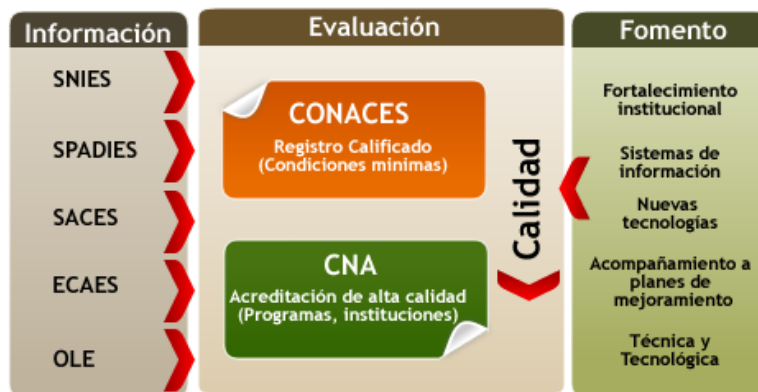 Información
SNIES
SPADIES
SACES
ECAES
OLE
Evaluación
CONACES
Registro Calificado
(Condiciones minimas)
CNA
Acreditación de alta calidad
(Programas, instituciones)
Calidad
Fomento
Fortalecimiento
institucional
Sistemas de
información
Nuevas
tecnologías
Acompañamiento a
planes de
mejoramiento
Técnica y
Tecnológica